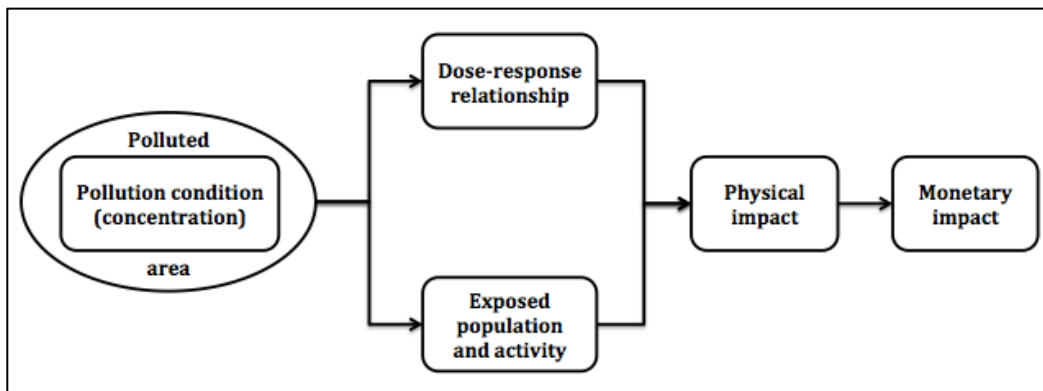 Polluted
Pollution condition
(concentration)
area
Dose-response
relationship
Exposed
population
and activity
Physical
impact
Monetary
impact